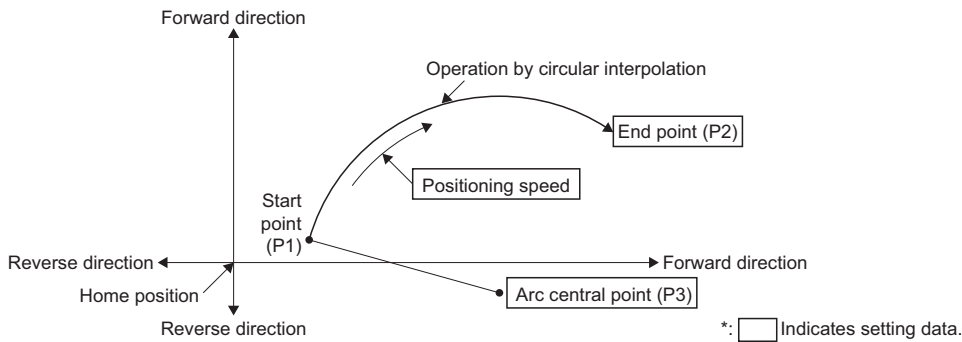 Forward direction
Operation by circular interpolation
End point (P2)
Positioning speed
Start
point
(P1)
Reverse direction
Forward direction
Home position
Arc central point (P3)
Reverse direction
*: Indicates setting data.